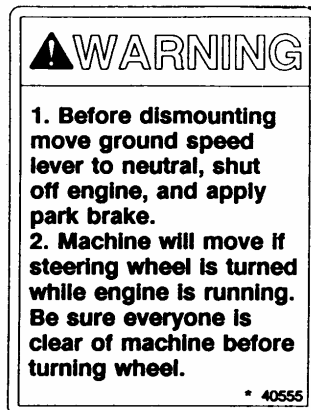 WARNING
1. Before dismounting
move ground speed
lever to neutral, shut
off engine, and apply
park brake.
2. Machine will move if
steering wheel is turned
while engine is running.
Be sure everyone is
clear of machine before
turning wheel.
* 40555